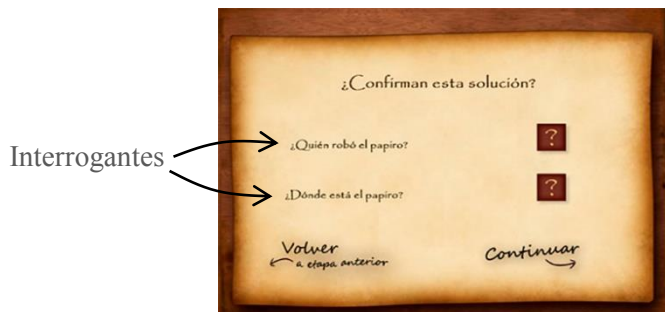 ¿Confirman esta solución?
Interrogantes
¿Quién robó el papiro?
?
¿Dónde está el papiro?
?
Volver
a etapa anterior
Continuar